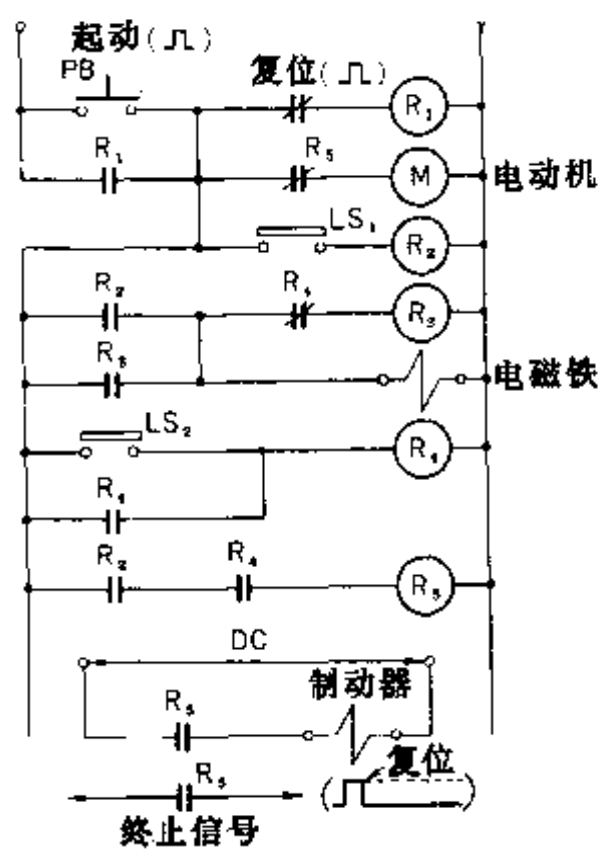 起动(⎍)
PB
复位(⎍)
R₁
R₁
R₅
M
电动机
LS₁
R₂
R₂
R₄
R₃
R₃
电磁铁
LS₂
R₄
R₄
R₂
R₄
R₅
DC
制动器
R₅
R₅
复位
终止信号